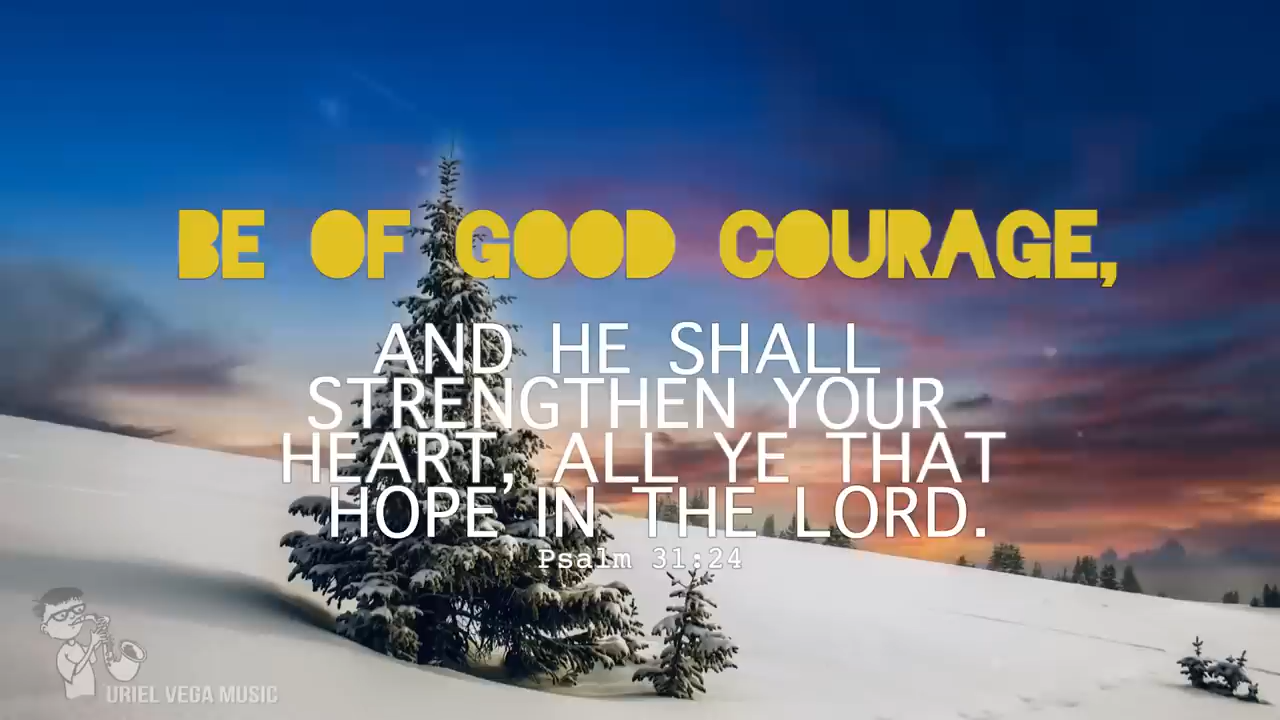 BE OF GOOD COURAGE,
AND HE SHALL
STRENGTHEN YOUR
HEART, ALL YE THAT
HOPE IN THE LORD.
Psalm 31:24
URIEL VEGA MUSIC